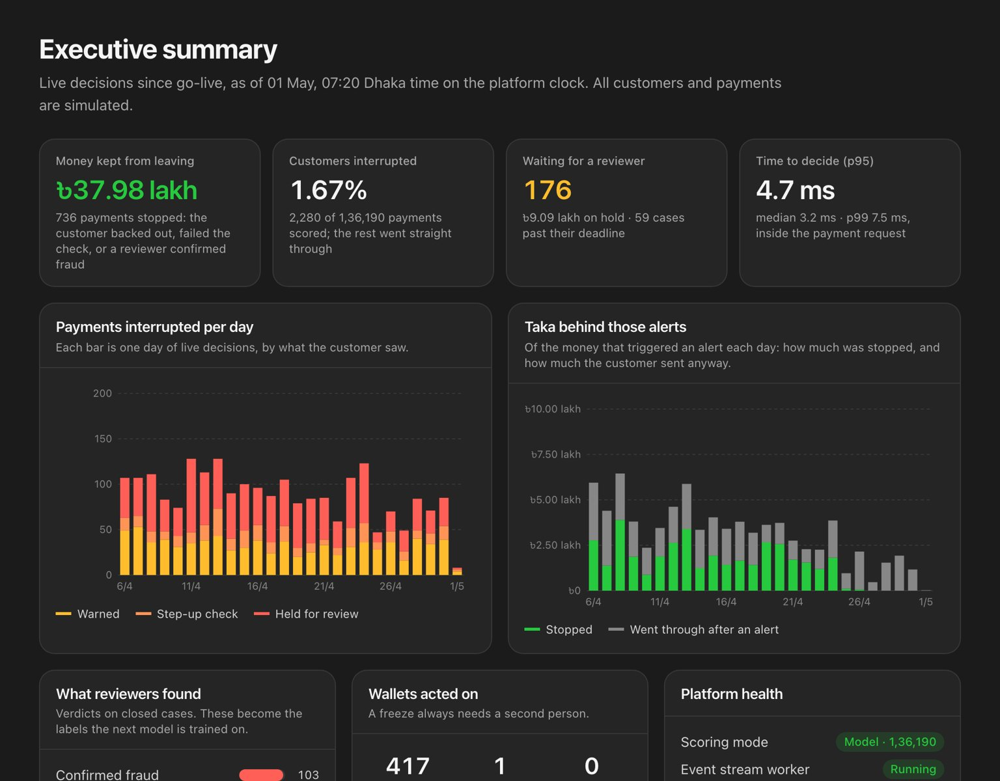 Executive summary
Live decisions since go-live, as of 01 May, 07:20 Dhaka time on the platform clock. All customers and payments
are simulated.
Money kept from leaving
৳37.98 lakh
736 payments stopped: the
customer backed out, failed the
check, or a reviewer confirmed
fraud
Customers interrupted
1.67%
2,280 of 1,36,190 payments
scored; the rest went straight
through
Waiting for a reviewer
176
৳9.09 lakh on hold · 59 cases
past their deadline
Time to decide (p95)
4.7 ms
median 3.2 ms · p99 7.5 ms,
inside the payment request
Payments interrupted per day
Each bar is one day of live decisions, by what the customer saw.
200
150
100
50
0
6/4 11/4 16/4 21/4 26/4 1/5
Warned Step-up check Held for review
Taka behind those alerts
Of the money that triggered an alert each day: how much was stopped, and
how much the customer sent anyway.
৳10.00 lakh
৳7.50 lakh
৳5.00 lakh
৳2.50 lakh
৳0
6/4 11/4 16/4 21/4 26/4 1/5
Stopped Went through after an alert
What reviewers found
Verdicts on closed cases. These become the
labels the next model is trained on.
Confirmed fraud 103
Wallets acted on
A freeze always needs a second person.
417 1 0
Platform health
Scoring mode Model · 1,36,190
Event stream worker Running